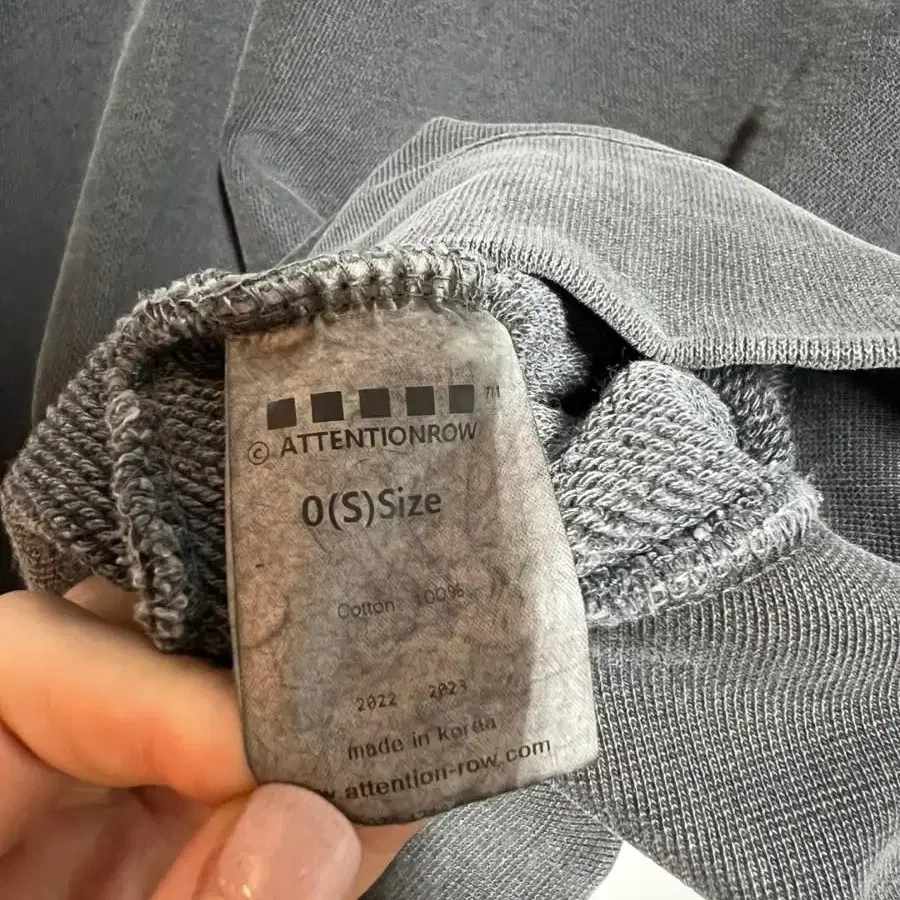 TM
© ATTENTIONROW
0(S)Size
Cotton 100%
2022 2023
made in korea
w.attention-row.com